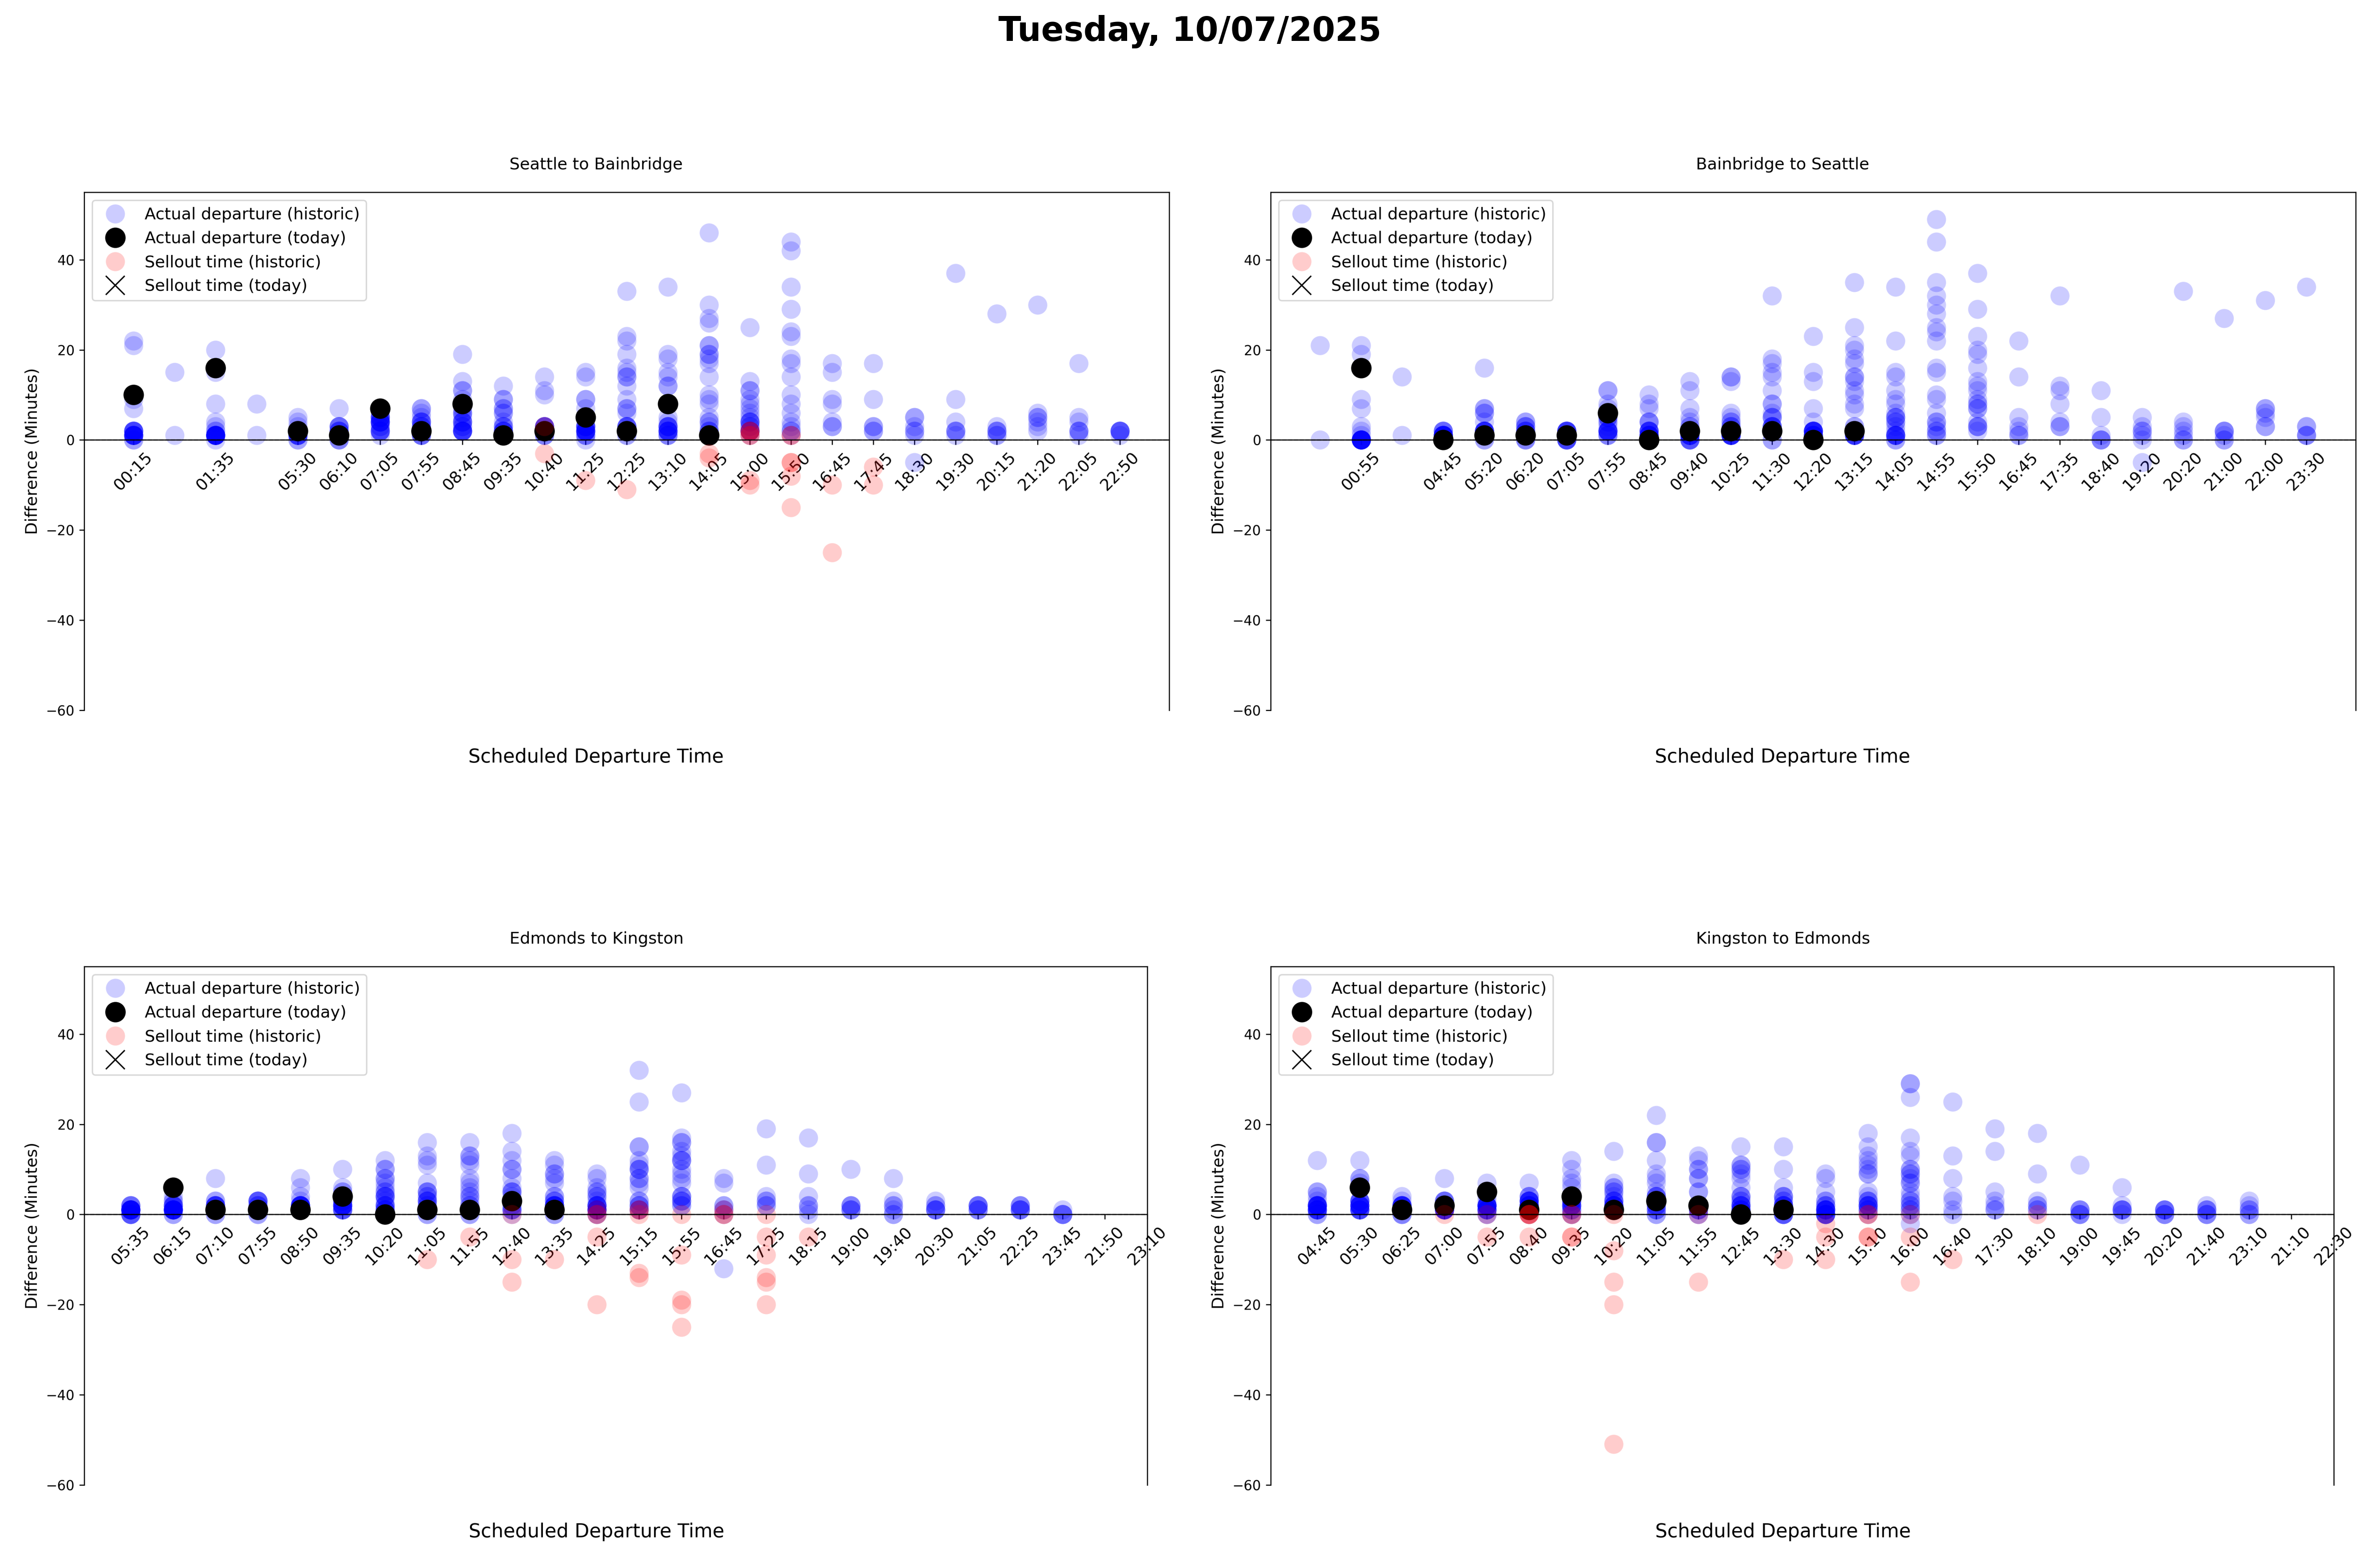 Tuesday, 10/07/2025
Seattle to Bainbridge
Actual departure (historic)
Actual departure (today)
Sellout time (historic)
Sellout time (today)
Difference (Minutes)
40
20
0
−20
−40
−60
00:15 01:35 05:30 06:10 07:05 07:55 08:45 09:35 10:40 11:25 12:25 13:10 14:05 15:00 15:50 16:45 17:45 18:30 19:30 20:15 21:20 22:05 22:50
Scheduled Departure Time
Bainbridge to Seattle
Actual departure (historic)
Actual departure (today)
Sellout time (historic)
Sellout time (today)
Difference (Minutes)
40
20
0
−20
−40
−60
00:55 04:45 05:20 06:20 07:05 07:55 08:45 09:40 10:25 11:30 12:20 13:15 14:05 14:55 15:50 16:45 17:35 18:40 19:20 20:20 21:00 22:00 23:30
Scheduled Departure Time
Edmonds to Kingston
Actual departure (historic)
Actual departure (today)
Sellout time (historic)
Sellout time (today)
Difference (Minutes)
40
20
0
−20
−40
−60
05:35 06:15 07:10 07:55 08:50 09:35 10:20 11:05 11:55 12:40 13:35 14:25 15:15 15:55 16:45 17:25 18:15 19:00 19:40 20:30 21:05 22:25 23:45 21:50 23:10
Scheduled Departure Time
Kingston to Edmonds
Actual departure (historic)
Actual departure (today)
Sellout time (historic)
Sellout time (today)
Difference (Minutes)
40
20
0
−20
−40
−60
04:45 05:30 06:25 07:00 07:55 08:40 09:35 10:20 11:05 11:55 12:45 13:30 14:30 15:10 16:00 16:40 17:30 18:10 19:00 19:45 20:20 21:40 23:10 21:10 22:30
Scheduled Departure Time